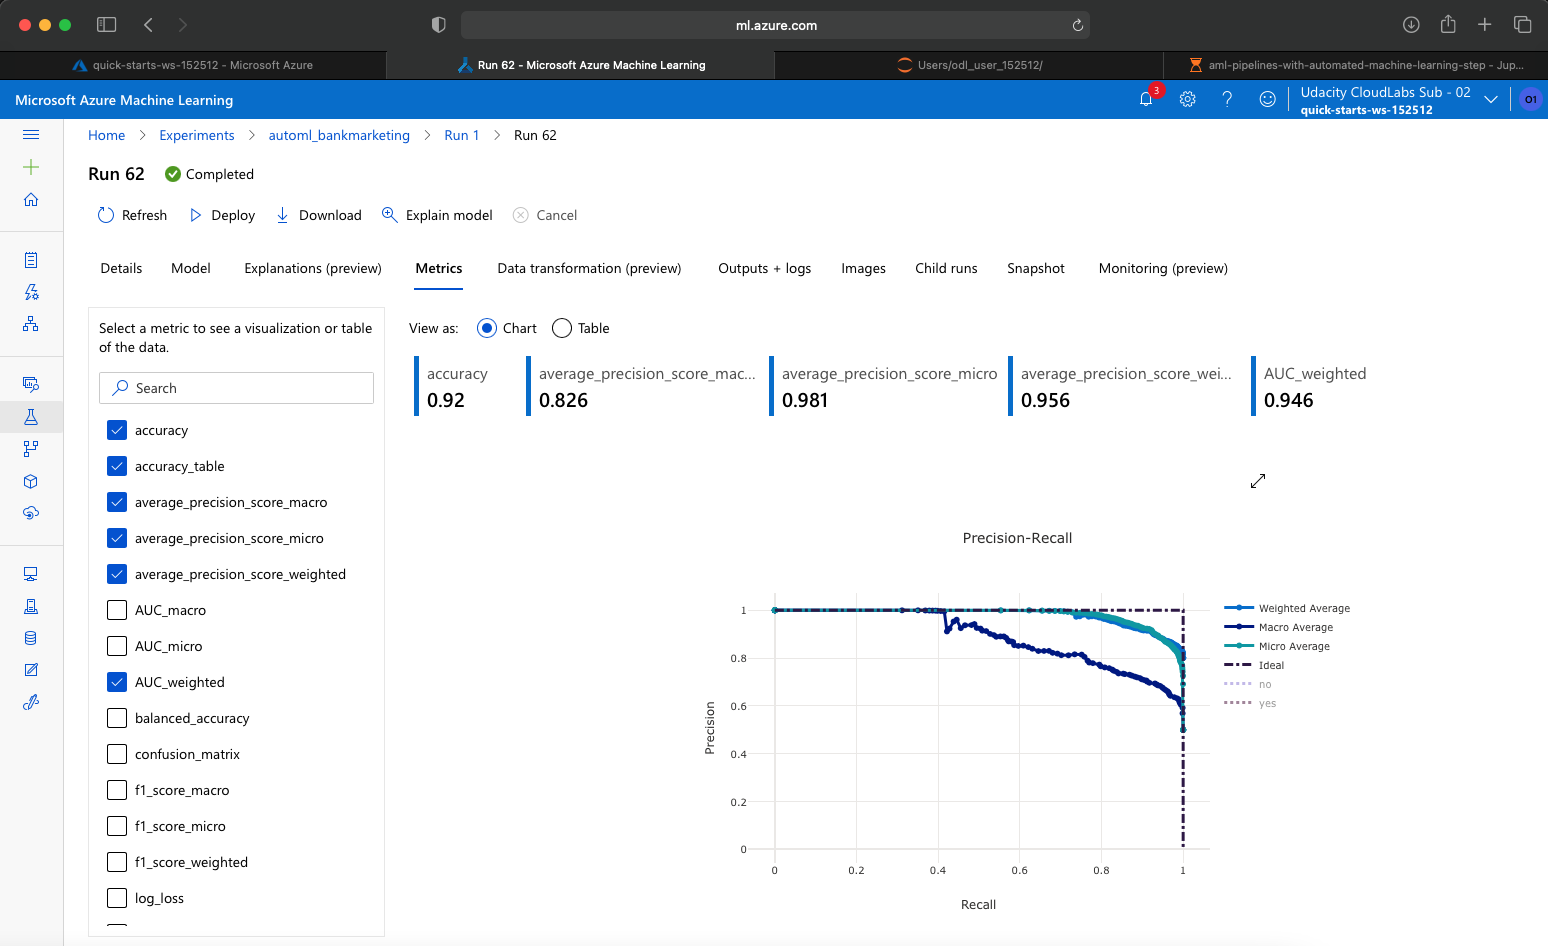 ml.azure.com
quick-starts-ws-152512 - Microsoft Azure
Run 62 - Microsoft Azure Machine Learning
Users/odl_user_152512/
aml-pipelines-with-automated-machine-learning-step - Jup...
Microsoft Azure Machine Learning
3
?
Udacity CloudLabs Sub - 02
quick-starts-ws-152512
O1
Home > Experiments > automl_bankmarketing > Run 1 > Run 62
Run 62 Completed
Refresh Deploy Download Explain model Cancel
Details Model Explanations (preview) Metrics Data transformation (preview) Outputs + logs Images Child runs Snapshot Monitoring (preview)
Select a metric to see a visualization or table
of the data.
Search
accuracy
accuracy_table
average_precision_score_macro
average_precision_score_micro
average_precision_score_weighted
AUC_macro
AUC_micro
AUC_weighted
balanced_accuracy
confusion_matrix
f1_score_macro
f1_score_micro
f1_score_weighted
log_loss
View as: Chart Table
accuracy
0.92
average_precision_score_mac...
0.826
average_precision_score_micro
0.981
average_precision_score_wei...
0.956
AUC_weighted
0.946
Precision-Recall
1
0.8
0.6
0.4
0.2
0
Precision
0 0.2 0.4 0.6 0.8 1
Recall
Weighted Average
Macro Average
Micro Average
Ideal
no
yes